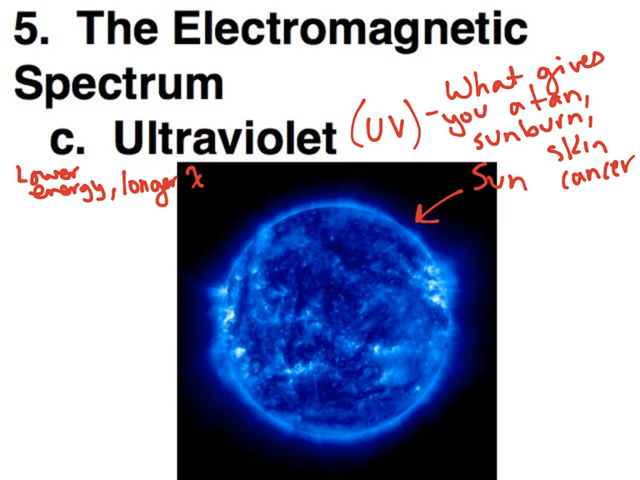 5. The Electromagnetic
Spectrum
c. Ultraviolet
(UV) - What gives
you a tan,
sunburn,
skin
cancer
Lower
energy, longer λ
Sun